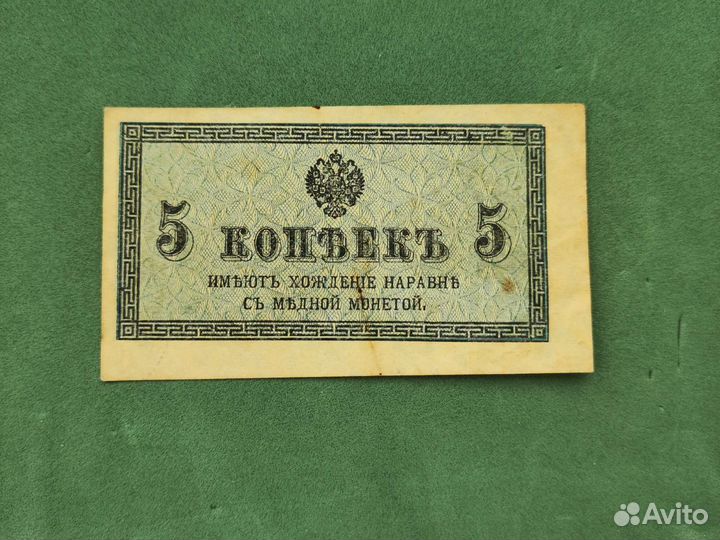 5 КОПѢЕКЪ 5
ИМѢЮТЪ ХОЖДЕНІЕ НАРАВНѢ
СЪ МѢДНОЙ МОНЕТОЙ.
Avito